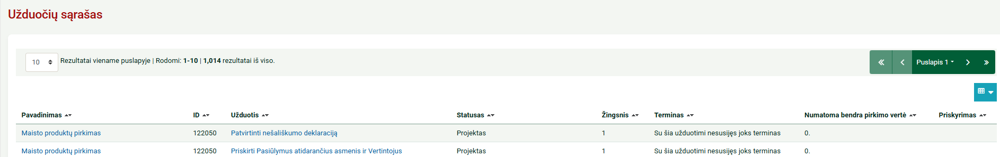 Užduočių sąrašas
10 Rezultatai viename puslapyje | Rodomi: 1-10 | 1,014 rezultatai iš viso.
Puslapis 1
Pavadinimas ID Užduotis Statusas Žingsnis Terminas Numatoma bendra pirkimo vertė Priskyrimas
Maisto produktų pirkimas 122050 Patvirtinti nešališkumo deklaraciją Projektas 1 Su šia užduotimi nesusijęs joks terminas 0.
Maisto produktų pirkimas 122050 Priskirti Pasiūlymus atidarančius asmenis ir Vertintojus Projektas 1 Su šia užduotimi nesusijęs joks terminas 0.